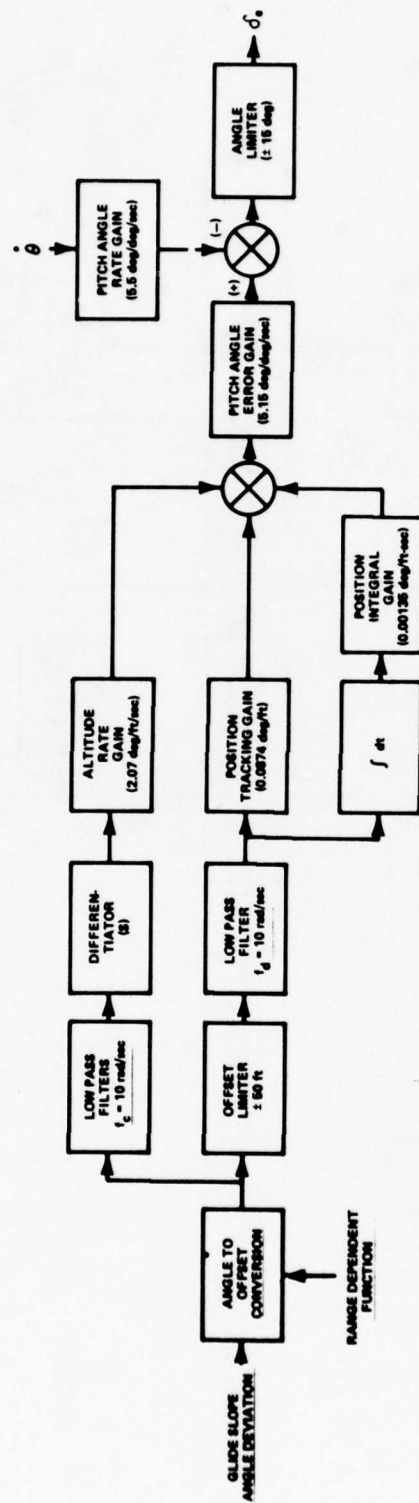 GLIDE SLOPE
ANGLE DEVIATION
RANGE DEPENDENT
FUNCTION
ANGLE TO
OFFSET
CONVERSION
LOW PASS
FILTERS
f_c = 10 rad/sec
DIFFEREN-
TIATOR
(S)
ALTITUDE
RATE
GAIN
(2.07 deg/ft/sec)
OFFSET
LIMITER
± 50 ft
LOW PASS
FILTER
f_d = 10 rad/sec
POSITION
TRACKING GAIN
(0.0874 deg/ft)
∫ dt
POSITION
INTEGRAL
GAIN
(0.00135 deg/ft-sec)
PITCH ANGLE
ERROR GAIN
(5.15 deg/deg/sec)
(+)
θ̇
PITCH ANGLE
RATE GAIN
(5.5 deg/deg/sec)
(-)
ANGLE
LIMITER
(± 15 deg)
δₑ